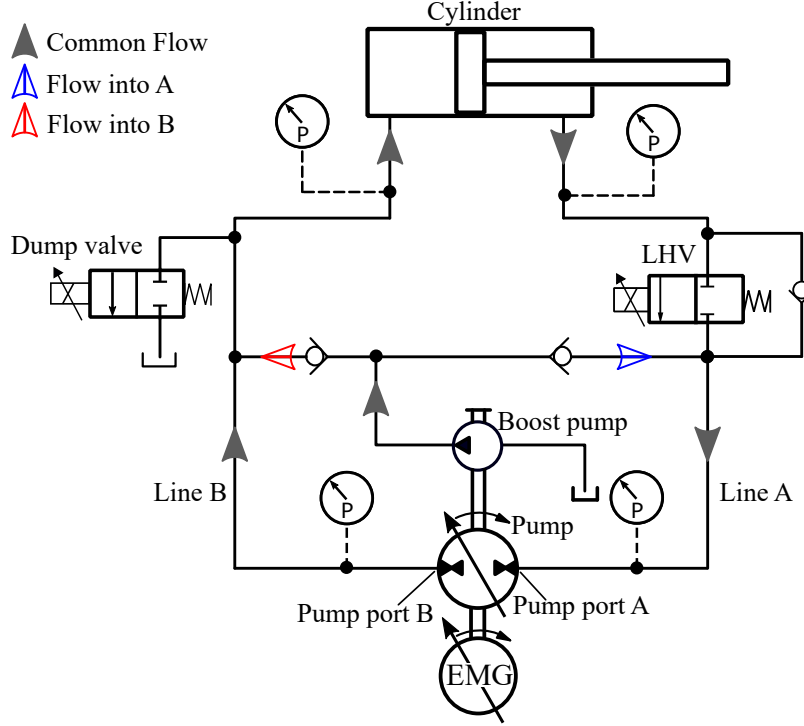 Cylinder
Common Flow
Flow into A
Flow into B
P
P
Dump valve
LHV
Boost pump
Line B
P
P
Line A
Pump
Pump port B
Pump port A
EMG